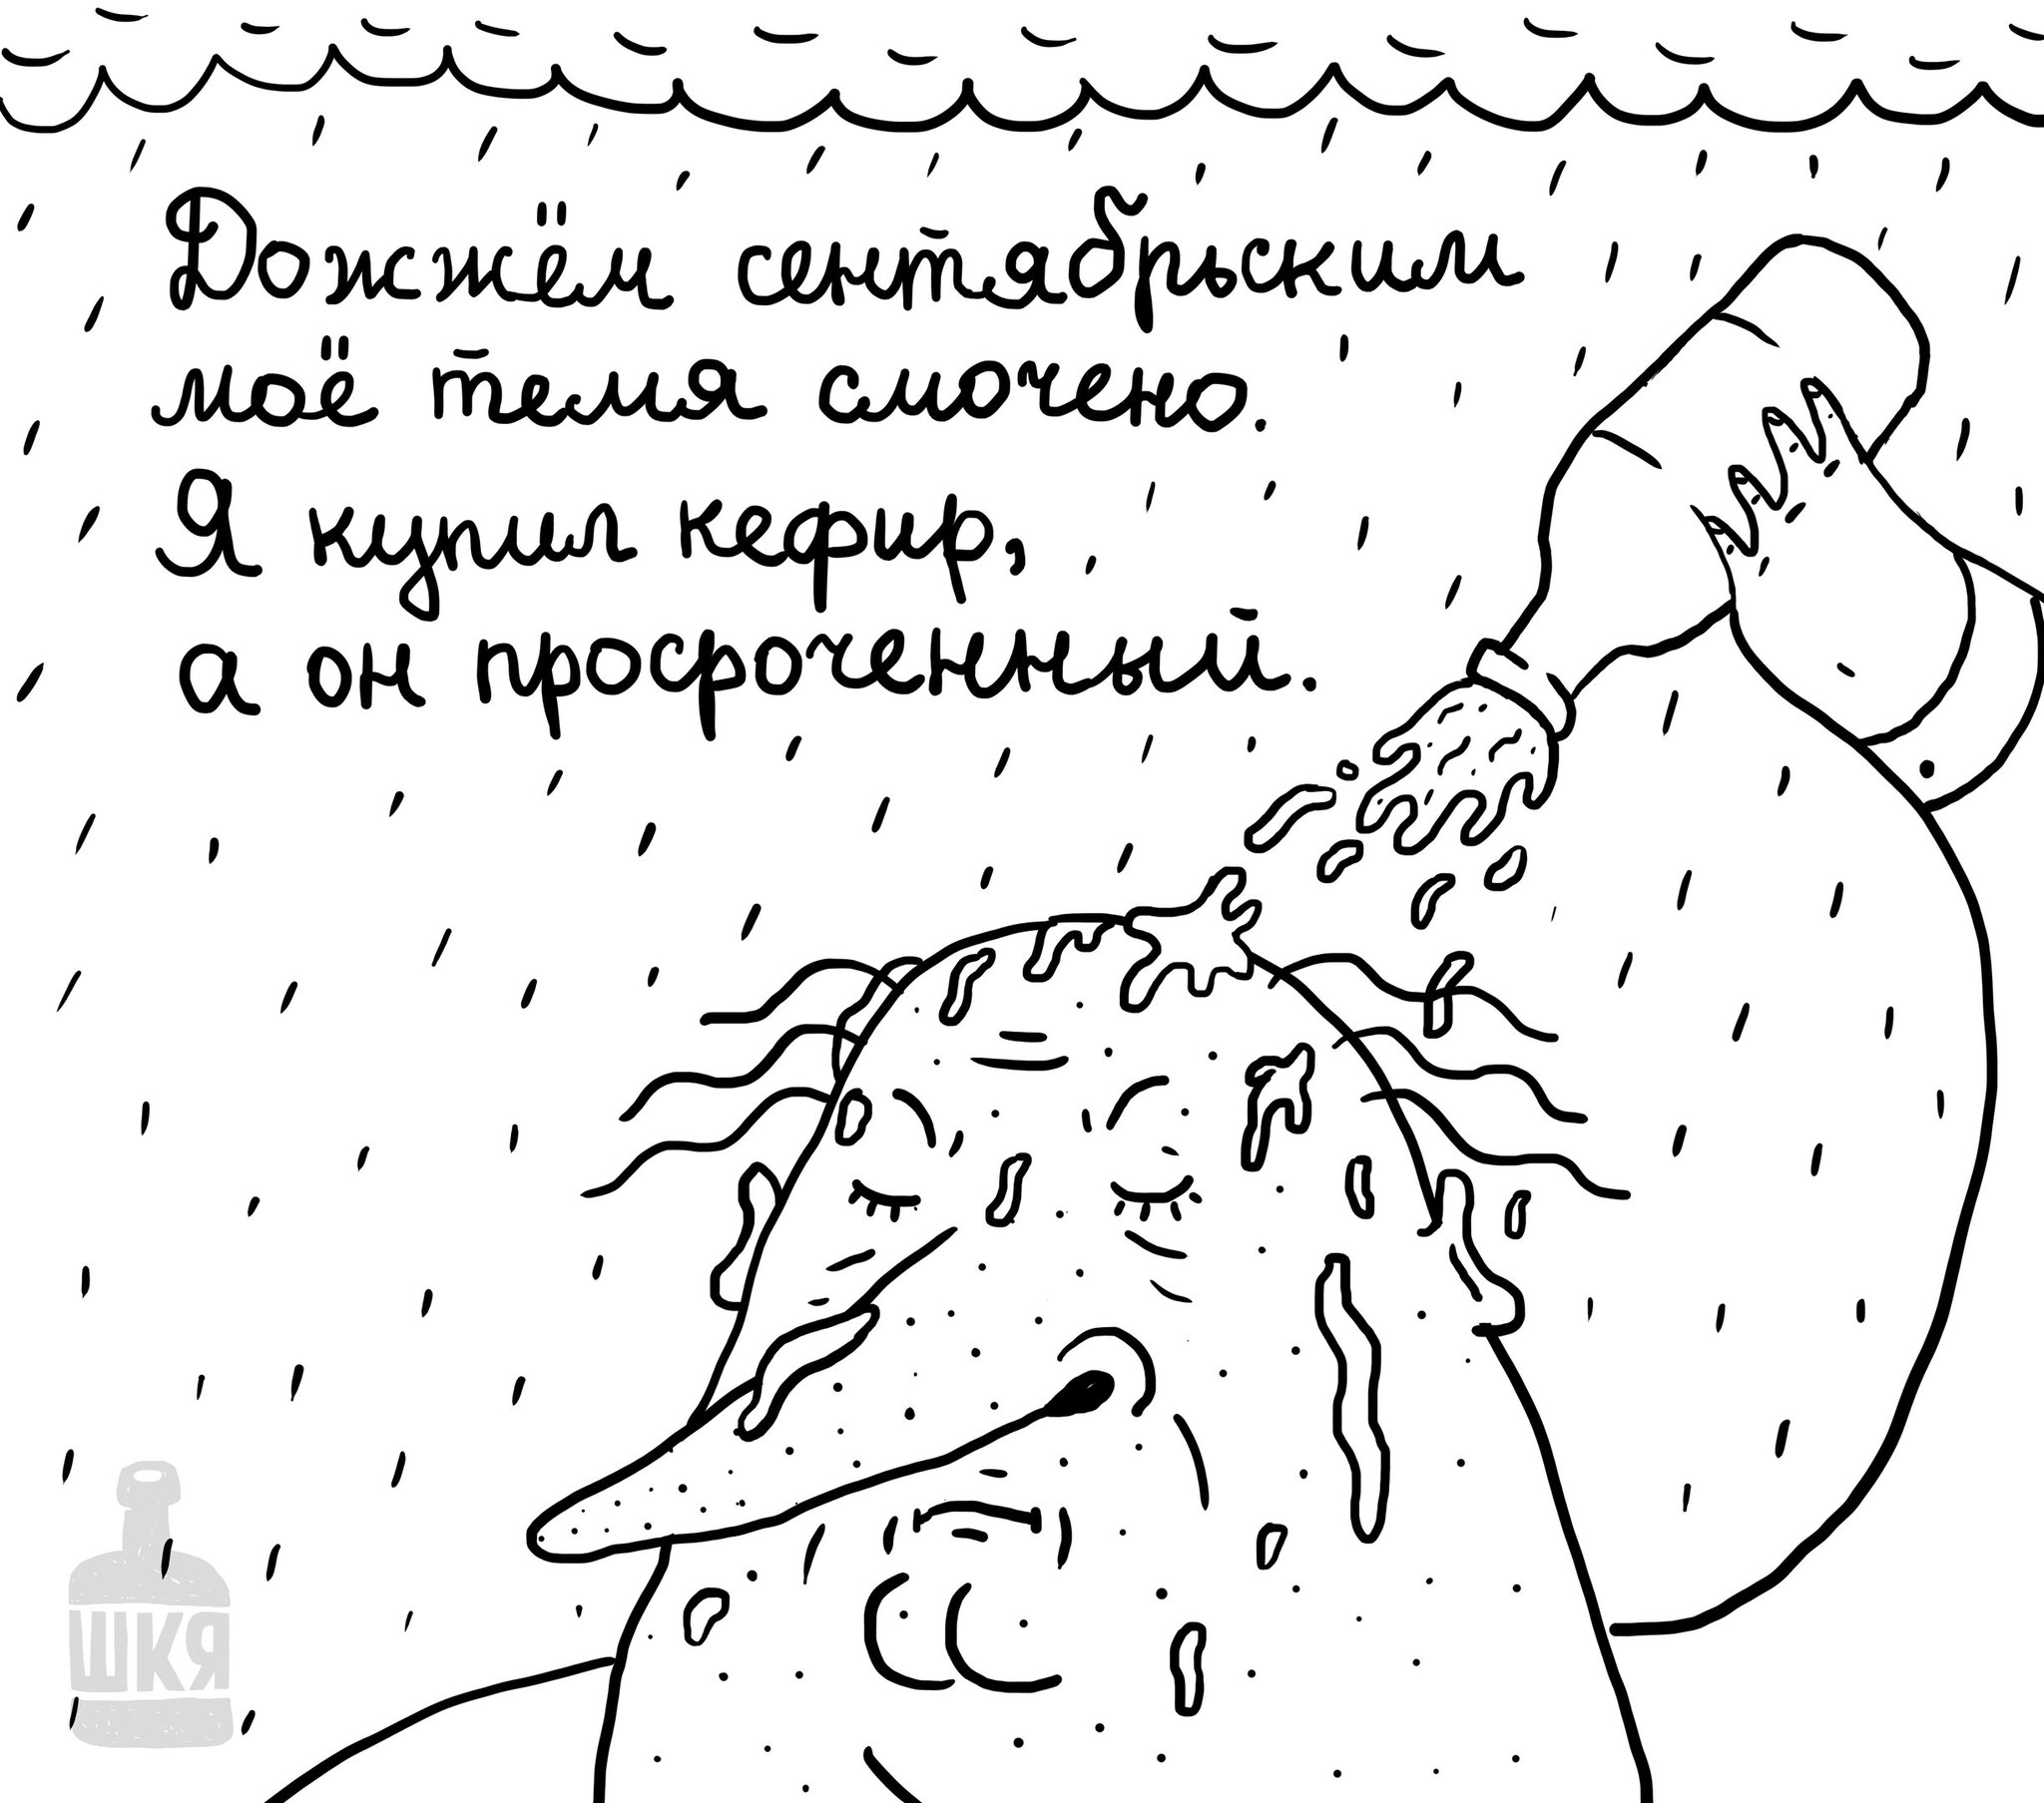 Дождём сентябрьским
моё темя смочено.
Я купил кефир,
а он просроченный.
ШКЯ